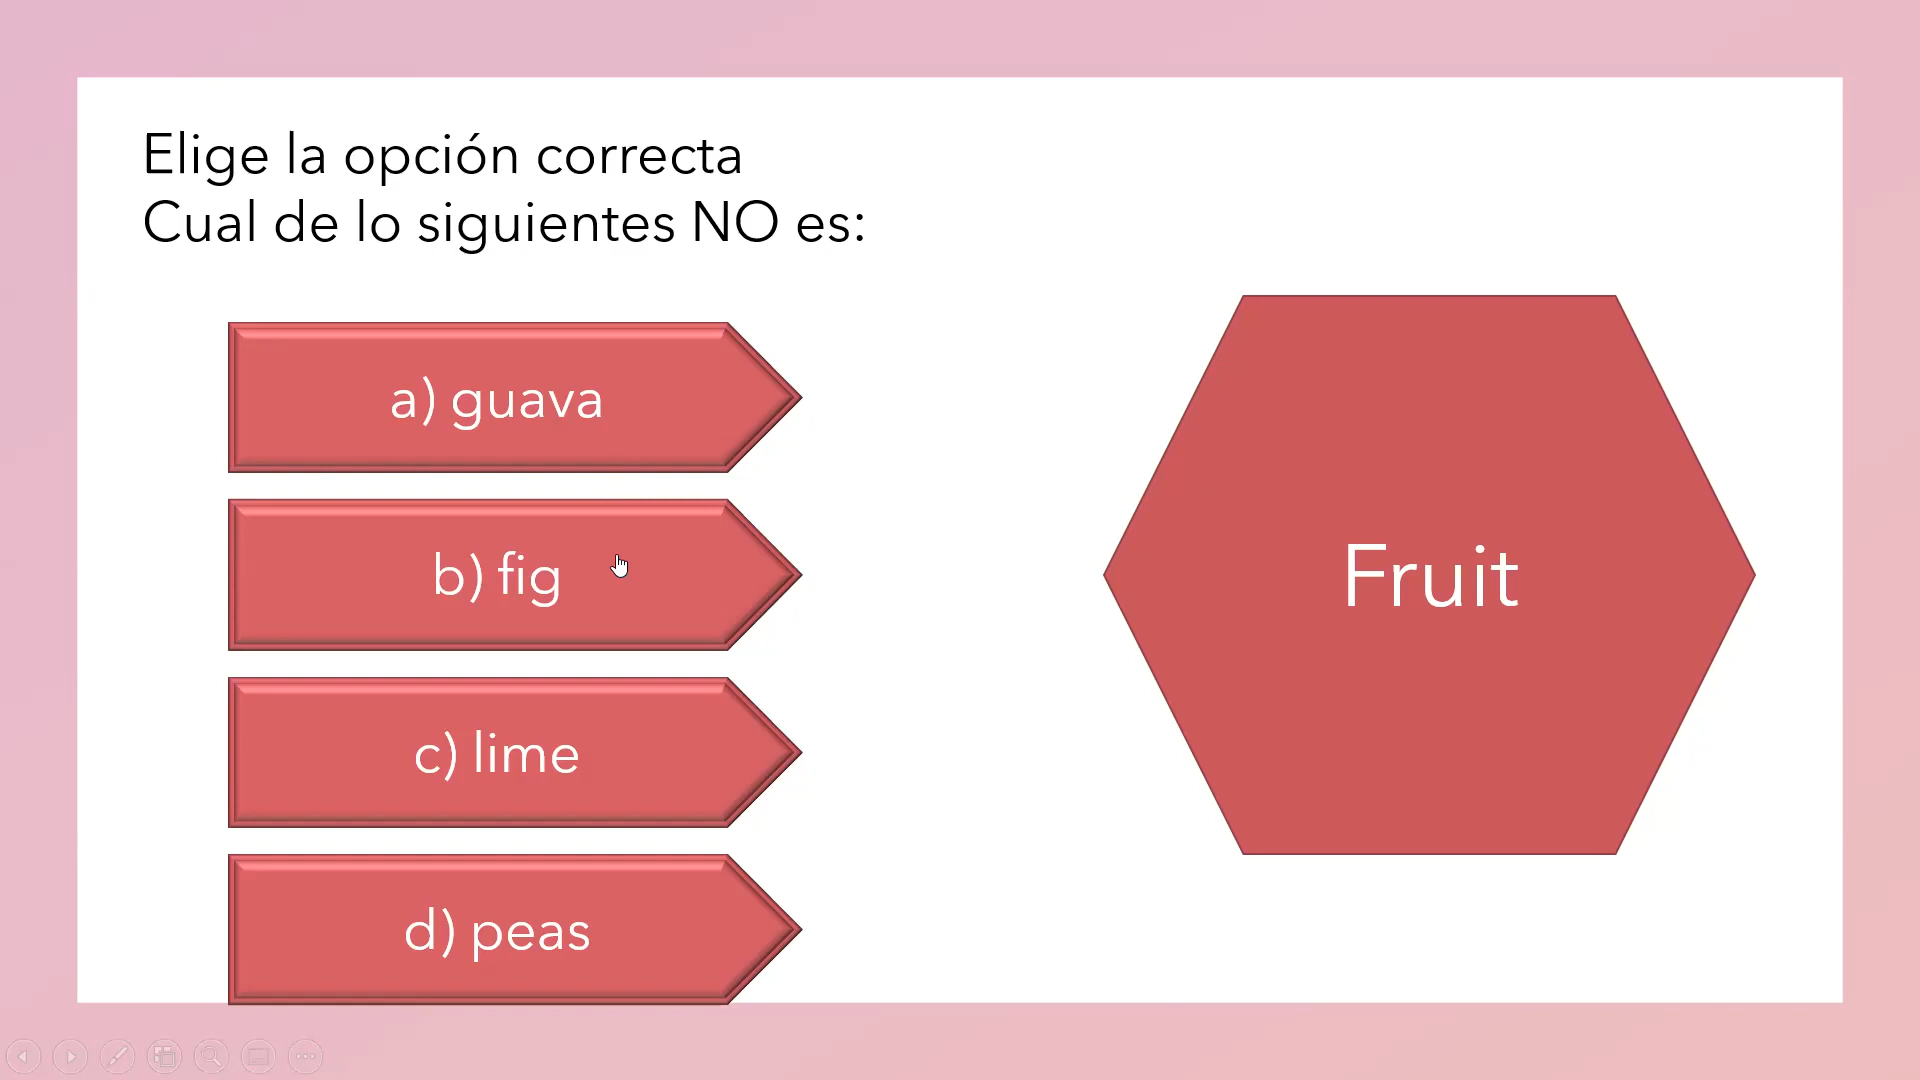 Elige la opción correcta
Cual de lo siguientes NO es:
a) guava
b) fig
c) lime
d) peas
Fruit